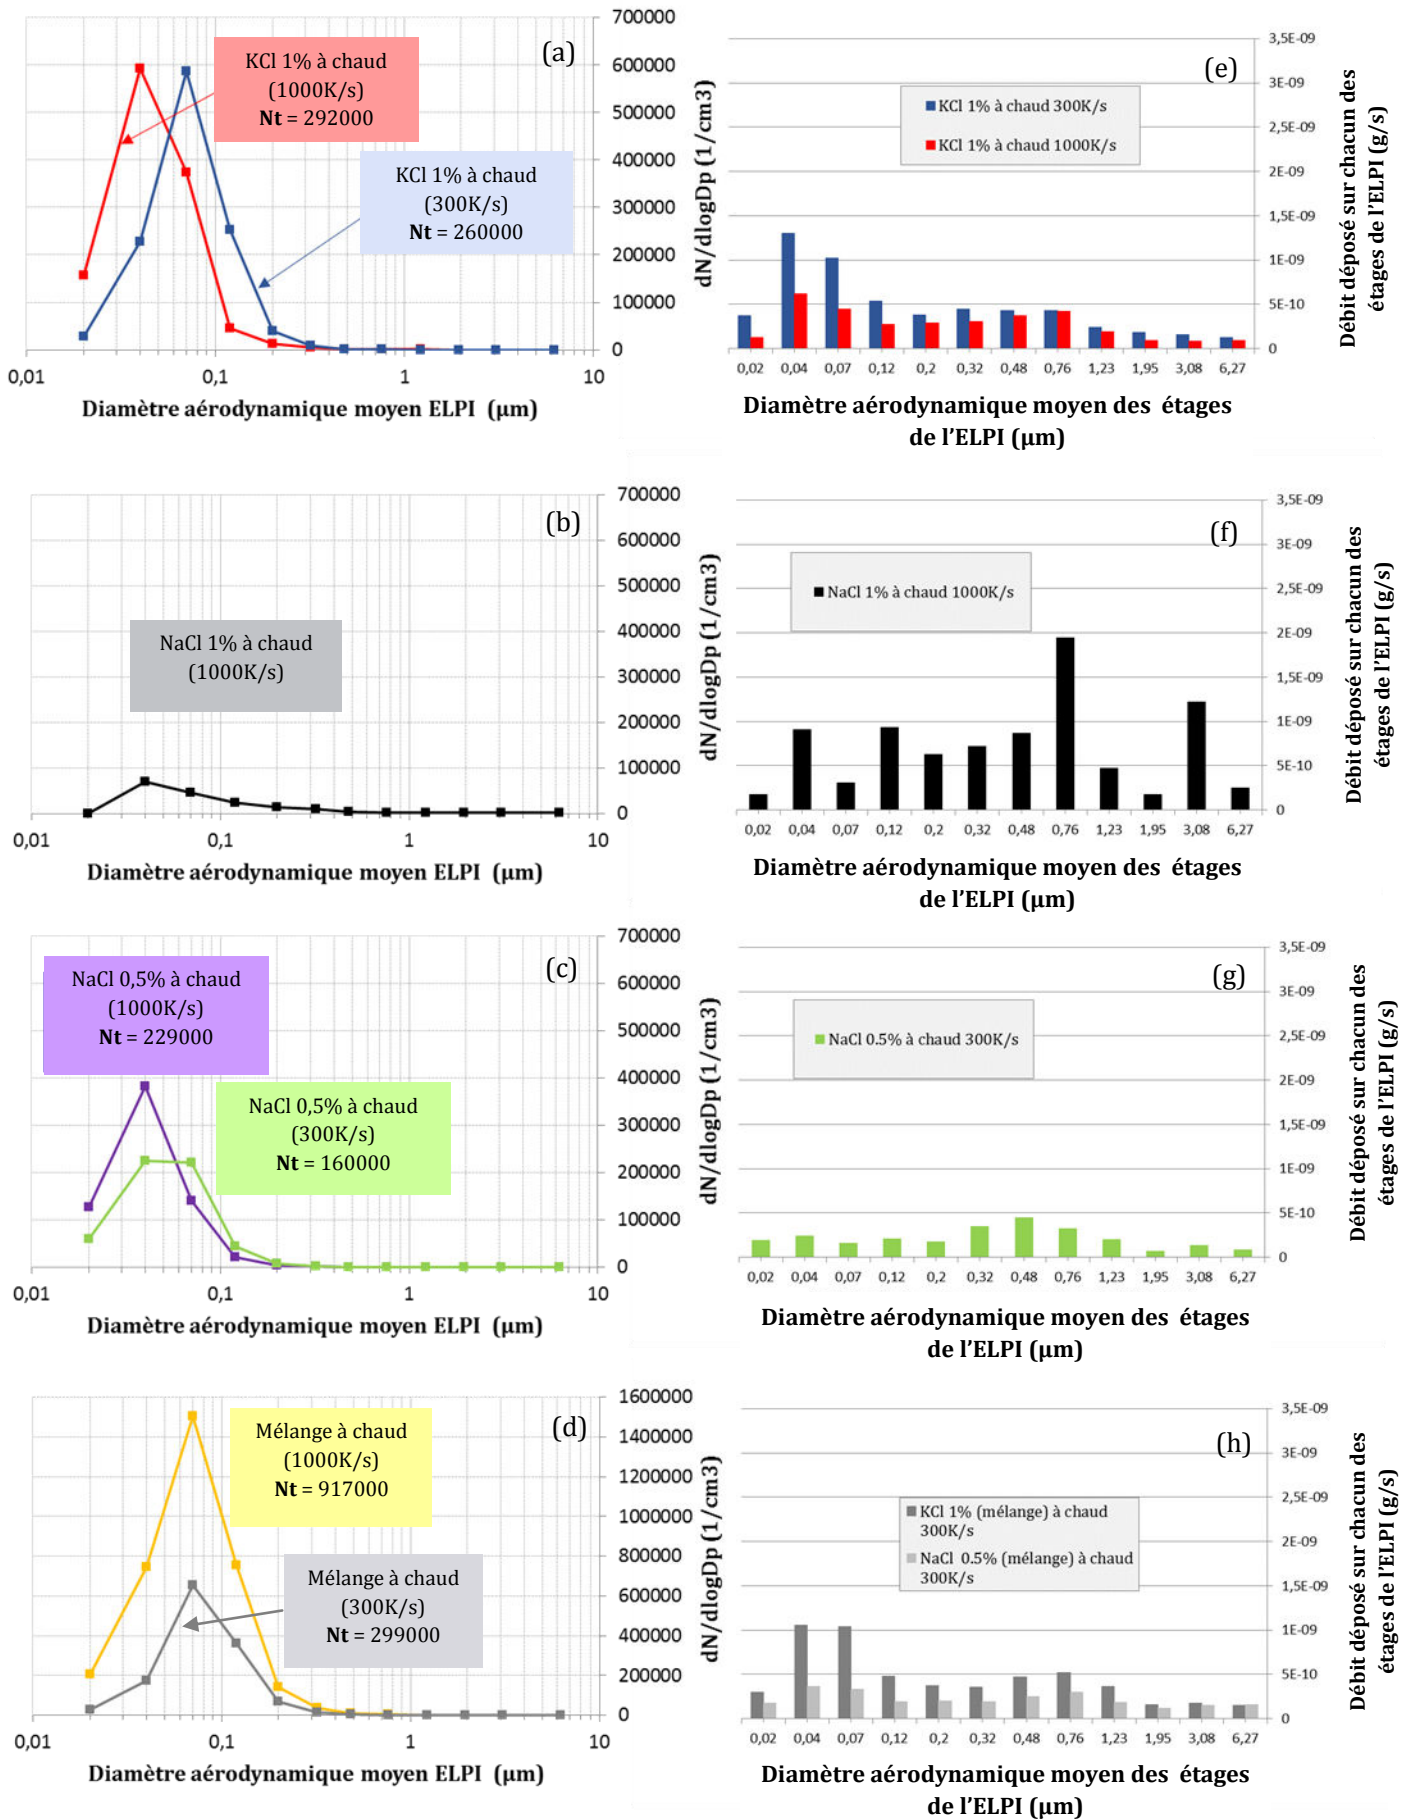 700000
600000
500000
400000
300000
200000
100000
0
0,01
0,1
1
10
(a)
KCl 1% à chaud
(1000K/s)
Nt = 292000
KCl 1% à chaud
(300K/s)
Nt = 260000
dN/dlogDp (1/cm3)
Diamètre aérodynamique moyen ELPI (µm)
(e)
KCl 1% à chaud 300K/s
KCl 1% à chaud 1000K/s
3,5E-09
3E-09
2,5E-09
2E-09
1,5E-09
1E-09
5E-10
0
0,02 0,04 0,07 0,12 0,2 0,32 0,48 0,76 1,23 1,95 3,08 6,27
Débit déposé sur chacun des
étages de l'ELPI (g/s)
Diamètre aérodynamique moyen des étages
de l'ELPI (µm)
700000
600000
500000
400000
300000
200000
100000
0
0,01
0,1
1
10
(b)
NaCl 1% à chaud
(1000K/s)
dN/dlogDp (1/cm3)
Diamètre aérodynamique moyen ELPI (µm)
(f)
NaCl 1% à chaud 1000K/s
3,5E-09
3E-09
2,5E-09
2E-09
1,5E-09
1E-09
5E-10
0
0,02 0,04 0,07 0,12 0,2 0,32 0,48 0,76 1,23 1,95 3,08 6,27
Débit déposé sur chacun des
étages de l'ELPI (g/s)
Diamètre aérodynamique moyen des étages
de l'ELPI (µm)
700000
600000
500000
400000
300000
200000
100000
0
0,01
0,1
1
10
(c)
NaCl 0,5% à chaud
(1000K/s)
Nt = 229000
NaCl 0,5% à chaud
(300K/s)
Nt = 160000
dN/dlogDp (1/cm3)
Diamètre aérodynamique moyen ELPI (µm)
(g)
NaCl 0.5% à chaud 300K/s
3,5E-09
3E-09
2,5E-09
2E-09
1,5E-09
1E-09
5E-10
0
0,02 0,04 0,07 0,12 0,2 0,32 0,48 0,76 1,23 1,95 3,08 6,27
Débit déposé sur chacun des
étages de l'ELPI (g/s)
Diamètre aérodynamique moyen des étages
de l'ELPI (µm)
1600000
1400000
1200000
1000000
800000
600000
400000
200000
0
0,01
0,1
1
10
(d)
Mélange à chaud
(1000K/s)
Nt = 917000
Mélange à chaud
(300K/s)
Nt = 299000
dN/dlogDp (1/cm3)
Diamètre aérodynamique moyen ELPI (µm)
(h)
KCl 1% (mélange) à chaud
300K/s
NaCl 0.5% (mélange) à chaud
300K/s
3,5E-09
3E-09
2,5E-09
2E-09
1,5E-09
1E-09
5E-10
0
0,02 0,04 0,07 0,12 0,2 0,32 0,48 0,76 1,23 1,95 3,08 6,27
Débit déposé sur chacun des
étages de l'ELPI (g/s)
Diamètre aérodynamique moyen des étages
de l'ELPI (µm)